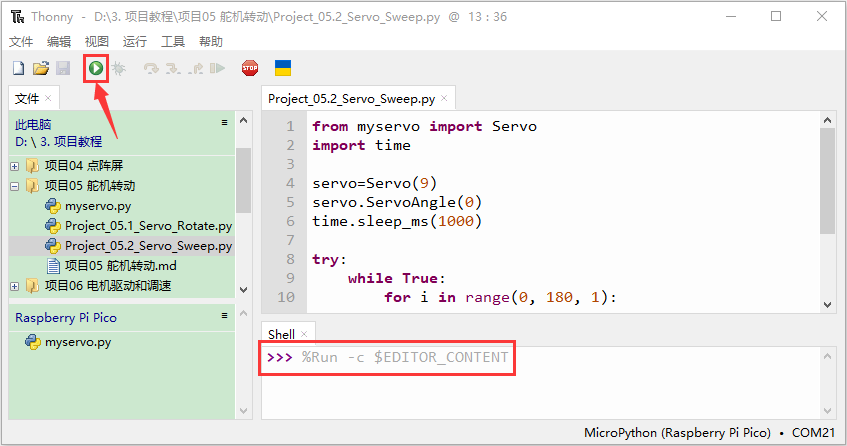 Thonny - D:\3. 项目教程\项目05 舵机转动\Project_05.2_Servo_Sweep.py @ 13 : 36
文件 编辑 视图 运行 工具 帮助
STOP
文件 ×
此电脑
D: \ 3. 项目教程
项目04 点阵屏
项目05 舵机转动
myservo.py
Project_05.1_Servo_Rotate.py
Project_05.2_Servo_Sweep.py
项目05 舵机转动.md
项目06 电机驱动和调速
Raspberry Pi Pico
myservo.py
Project_05.2_Servo_Sweep.py ×
1 from myservo import Servo
2 import time
3
4 servo=Servo(9)
5 servo.ServoAngle(0)
6 time.sleep_ms(1000)
7
8 try:
9 while True:
10 for i in range(0, 180, 1):
Shell ×
>>> %Run -c $EDITOR_CONTENT
MicroPython (Raspberry Pi Pico) • COM21